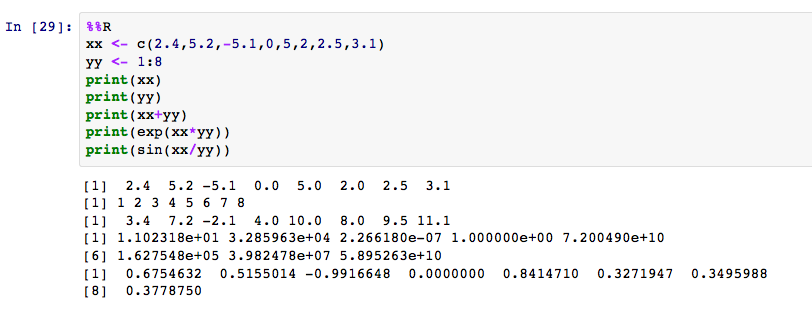 In [29]: %%R
xx <- c(2.4,5.2,-5.1,0,5,2,2.5,3.1)
yy <- 1:8
print(xx)
print(yy)
print(xx+yy)
print(exp(xx*yy))
print(sin(xx/yy))
[1]  2.4  5.2 -5.1  0.0  5.0  2.0  2.5  3.1
[1] 1 2 3 4 5 6 7 8
[1]  3.4  7.2 -2.1  4.0 10.0  8.0  9.5 11.1
[1] 1.102318e+01 3.285963e+04 2.266180e-07 1.000000e+00 7.200490e+10
[6] 1.627548e+05 3.982478e+07 5.895263e+10
[1]  0.6754632  0.5155014 -0.9916648  0.0000000  0.8414710  0.3271947  0.3495988
[8]  0.3778750